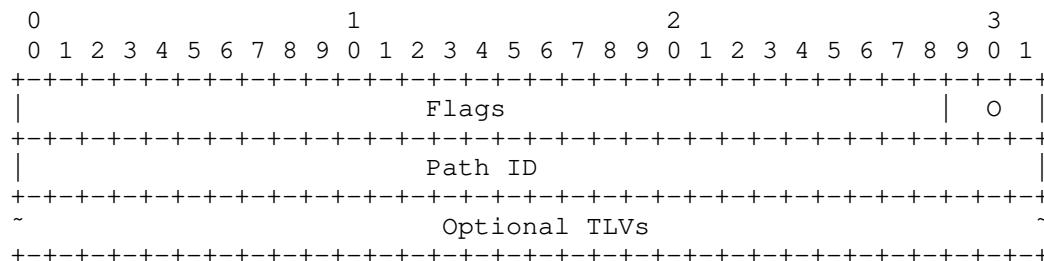 0                   1                   2                   3
 0 1 2 3 4 5 6 7 8 9 0 1 2 3 4 5 6 7 8 9 0 1 2 3 4 5 6 7 8 9 0 1
+-+-+-+-+-+-+-+-+-+-+-+-+-+-+-+-+-+-+-+-+-+-+-+-+-+-+-+-+-+-+-+-+
|                         Flags                           |  O  |
+-+-+-+-+-+-+-+-+-+-+-+-+-+-+-+-+-+-+-+-+-+-+-+-+-+-+-+-+-+-+-+-+
|                         Path ID                               |
+-+-+-+-+-+-+-+-+-+-+-+-+-+-+-+-+-+-+-+-+-+-+-+-+-+-+-+-+-+-+-+-+
~                          Optional TLVs                        ~
+-+-+-+-+-+-+-+-+-+-+-+-+-+-+-+-+-+-+-+-+-+-+-+-+-+-+-+-+-+-+-+-+